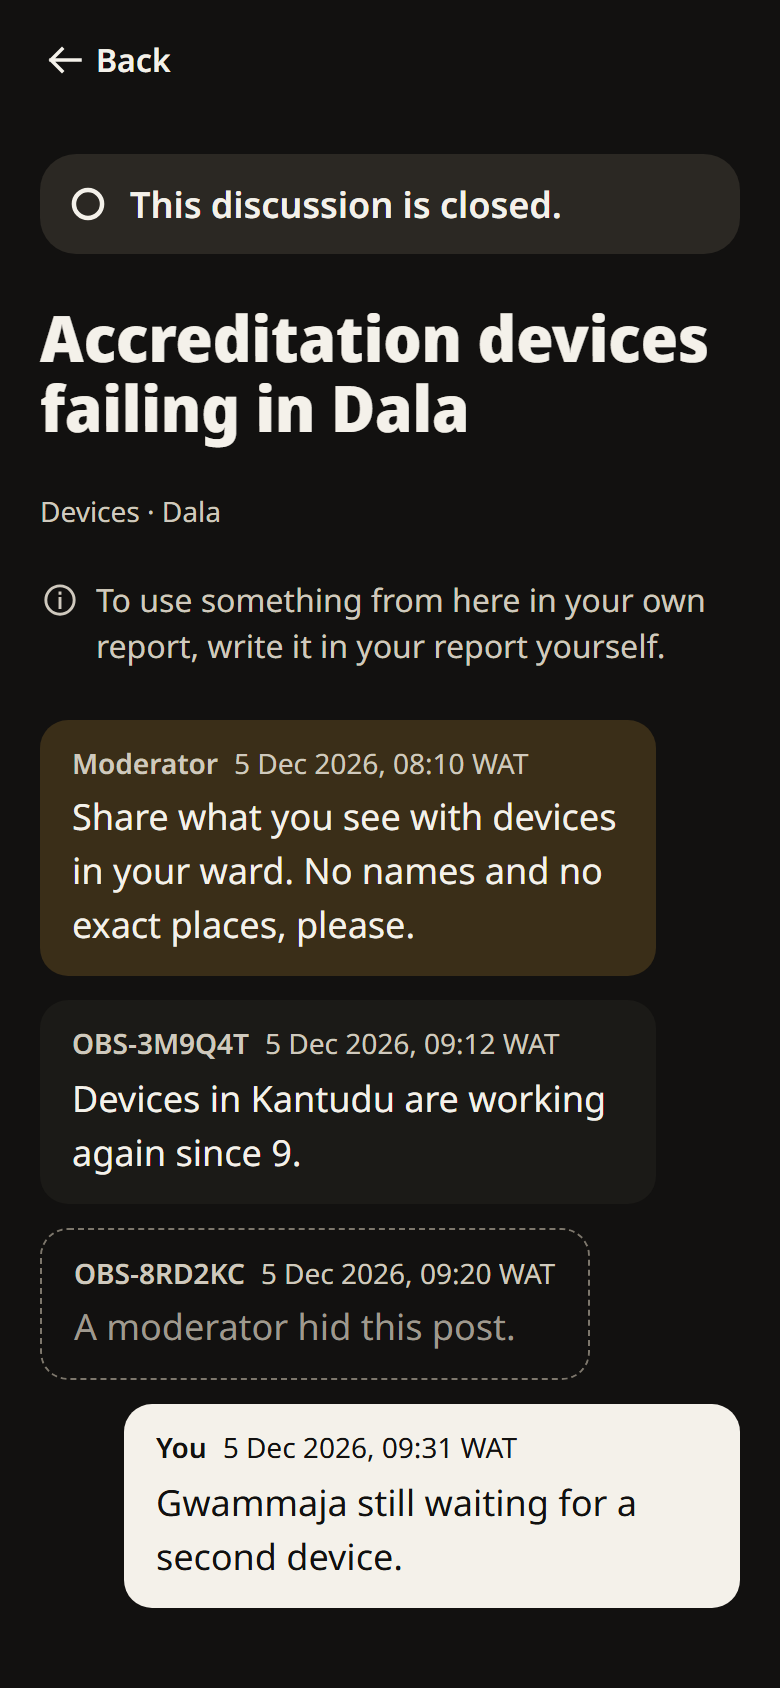 Back
This discussion is closed.
Accreditation devices
failing in Dala
Devices · Dala
To use something from here in your own
report, write it in your report yourself.
Moderator 5 Dec 2026, 08:10 WAT
Share what you see with devices
in your ward. No names and no
exact places, please.
OBS-3M9Q4T 5 Dec 2026, 09:12 WAT
Devices in Kantudu are working
again since 9.
OBS-8RD2KC 5 Dec 2026, 09:20 WAT
A moderator hid this post.
You 5 Dec 2026, 09:31 WAT
Gwammaja still waiting for a
second device.